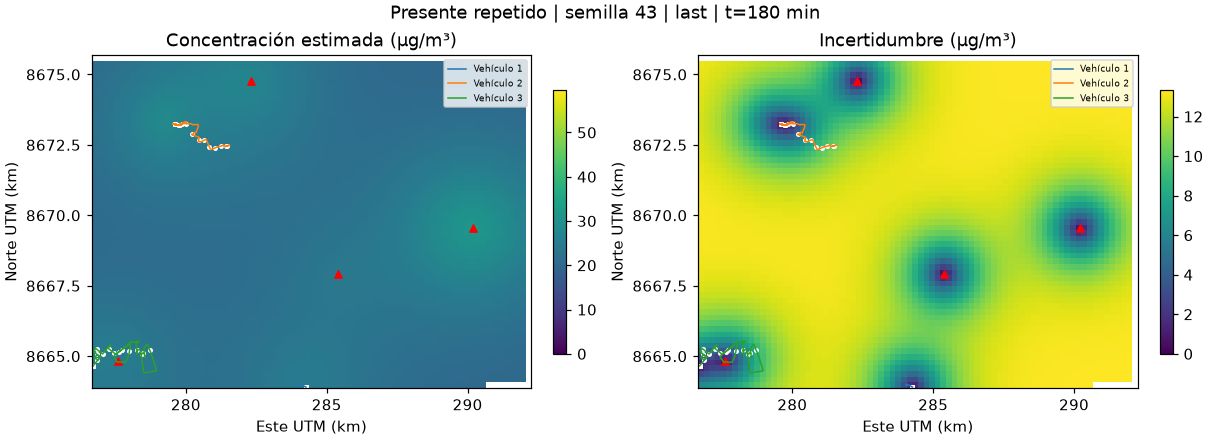 Presente repetido | semilla 43 | last | t=180 min
Concentración estimada (µg/m³)
8675.0
8672.5
8670.0
8667.5
8665.0
Norte UTM (km)
280
285
290
Este UTM (km)
Vehículo 1
Vehículo 2
Vehículo 3
50
40
30
20
10
0
Incertidumbre (µg/m³)
8675.0
8672.5
8670.0
8667.5
8665.0
Norte UTM (km)
280
285
290
Este UTM (km)
Vehículo 1
Vehículo 2
Vehículo 3
12
10
8
6
4
2
0